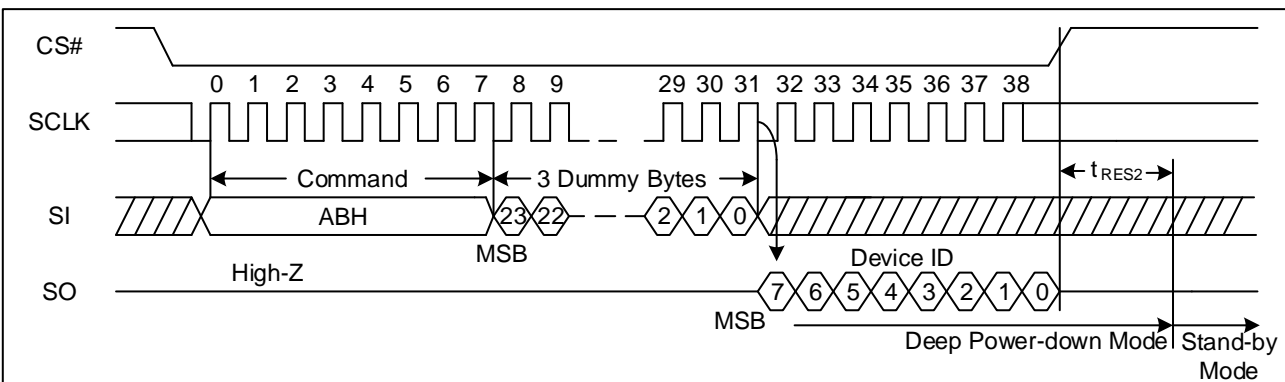 CS#
0 1 2 3 4 5 6 7 8 9 29 30 31 32 33 34 35 36 37 38
SCLK
Command 3 Dummy Bytes tRES2
SI ABH 23 22 2 1 0
MSB Device ID
High-Z
SO 7 6 5 4 3 2 1 0
MSB
Deep Power-down Mode Stand-by
Mode